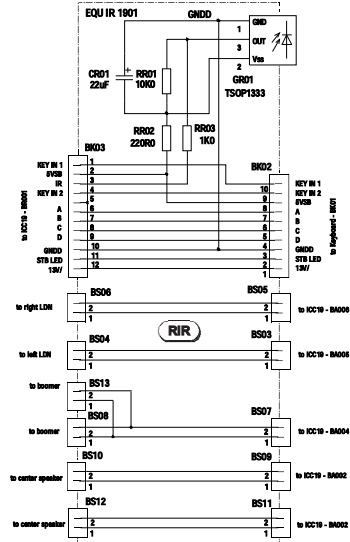 EQU IR 1901
GNDD
GND
1
OUT
3
Vss
2
GR01
TSOP1333
CR01
22uF
+
RR01
10K0
RR02
220R0
RR03
1K0
BK03
BK02
to ICC19 - BR001
KEY IN 1
5VSB
IR
KEY IN 2
A
B
C
D
GNDD
STB LED
13V/
1
2
3
4
5
6
7
8
9
10
11
12
10
9
8
7
6
5
4
3
2
1
KEY IN 1
KEY IN 2
5VSB
A
B
C
D
GNDD
STB LED
13V/
to Keyboard - BK01
BS06
BS05
to right LDN
2
1
2
1
to ICC19 - BA006
RIR
BS04
BS03
to left LDN
2
1
2
1
to ICC19 - BA005
BS13
to boomer
2
1
BS08
BS07
to boomer
2
1
2
1
to ICC19 - BA004
BS10
BS09
to center speaker
2
1
2
1
to ICC19 - BA002
BS12
BS11
to center speaker
2
1
2
1
to ICC19 - BA002